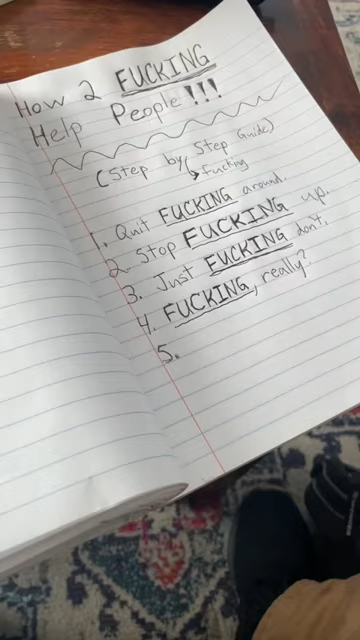 How 2 FUCKING
Help People!!!
(Step by Step Guide)
↳ fucking
1. Quit FUCKING around.
2. Stop FUCKING up.
3. Just FUCKING don't.
4. FUCKING, really?
5.